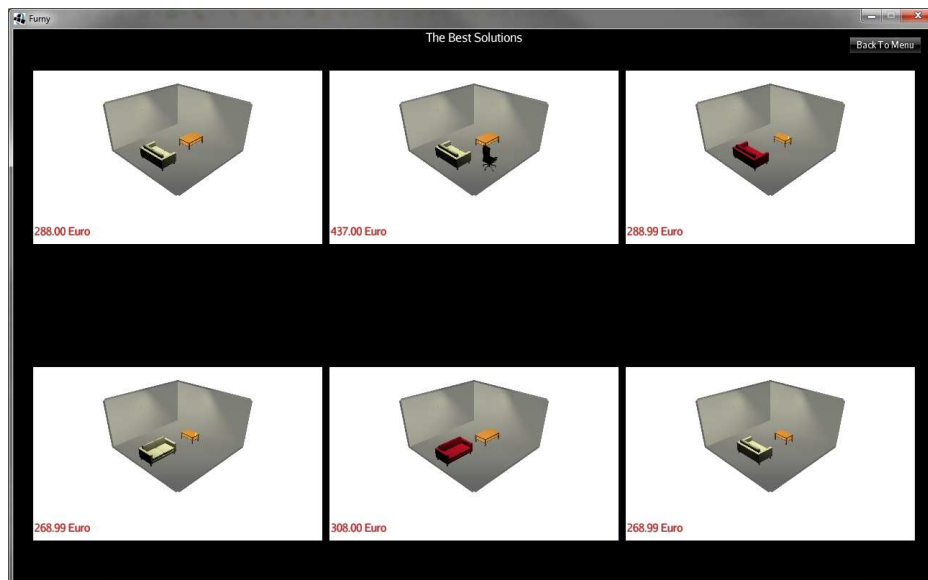 Furny
The Best Solutions
Back To Menu
288.00 Euro
437.00 Euro
288.99 Euro
268.99 Euro
308.00 Euro
268.99 Euro